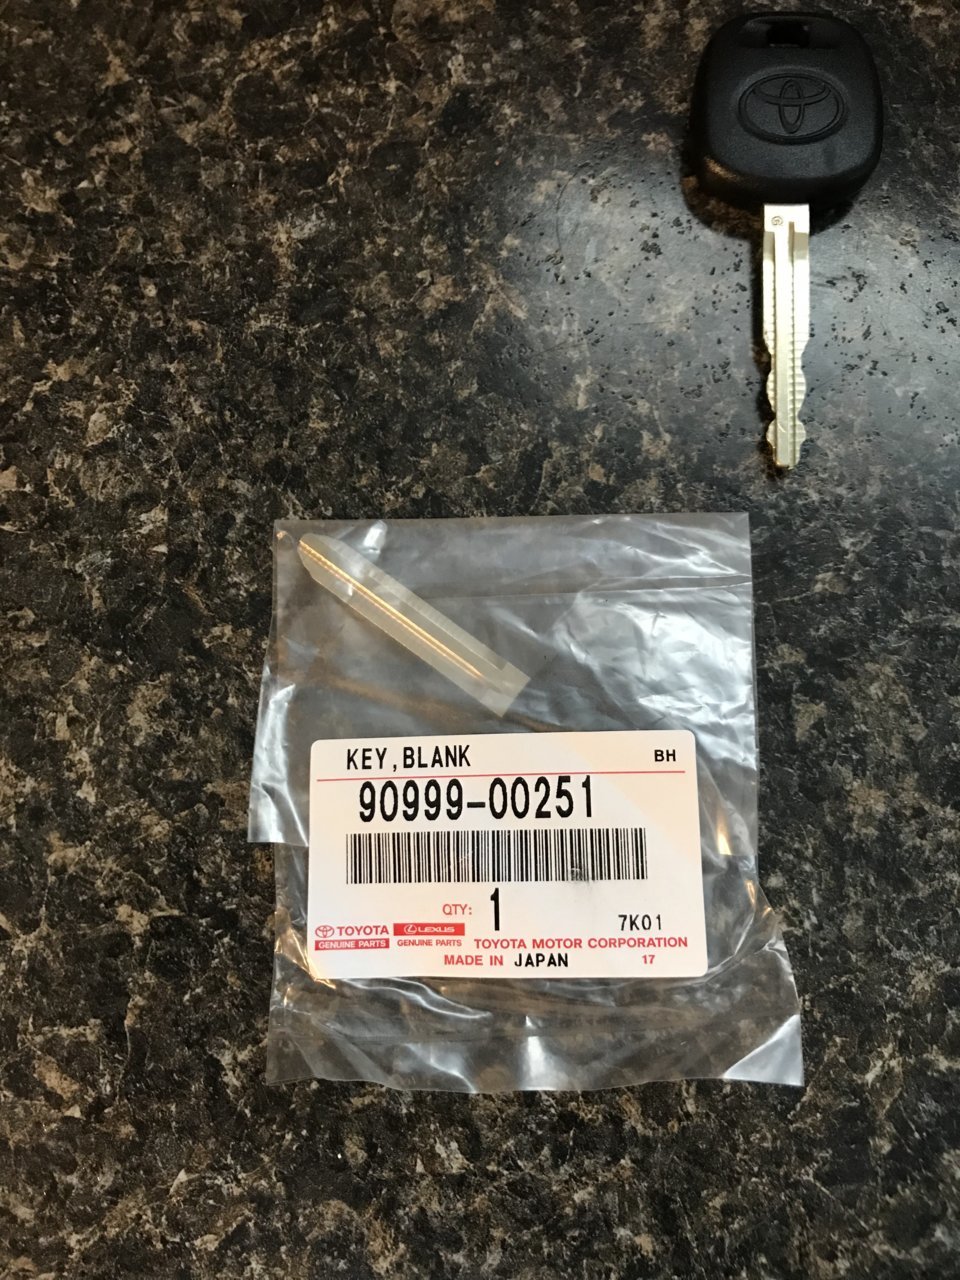 G
KEY,BLANK BH
90999-00251
QTY: 1
7K01
TOYOTA LEXUS
GENUINE PARTS GENUINE PARTS TOYOTA MOTOR CORPORATION
MADE IN JAPAN 17